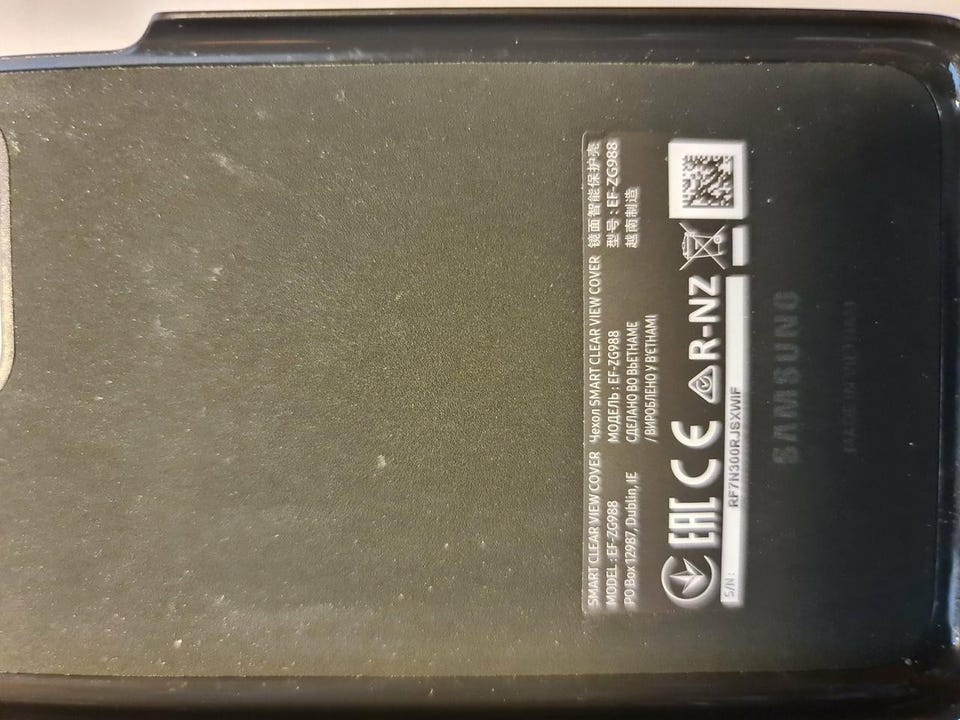 SMART CLEAR VIEW COVER
MODEL : EF-ZG988
PO Box 12987, Dublin, IE
Чехол SMART CLEAR VIEW COVER
МОДЕЛЬ : EF-ZG988
СДЕЛАНО ВО ВЬЕТНАМЕ
/ ВИРОБЛЕНО У В'ЄТНАМІ
镜面智能保护壳
型号 : EF-ZG988
越南制造
EAC CE R-NZ
S/N: RF7N300RJSXWIF
SAMSUNG
MADE IN VIETNAM